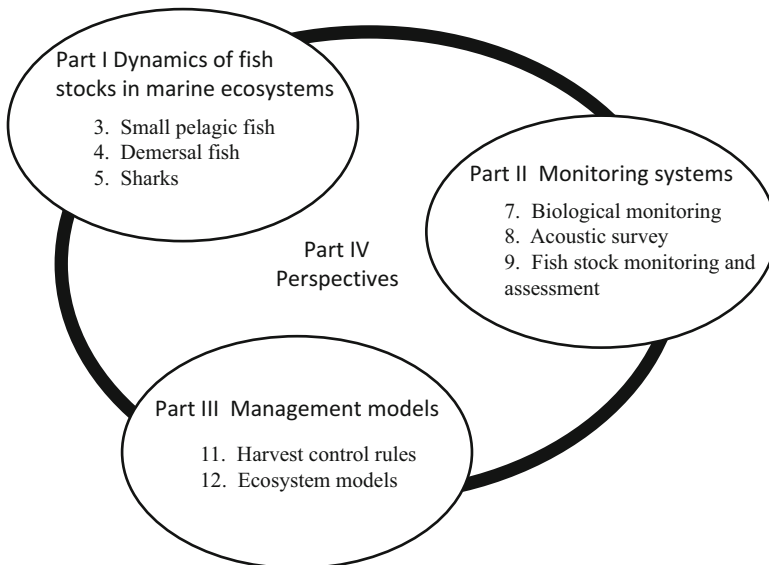 Part I Dynamics of fish
stocks in marine ecosystems
3. Small pelagic fish
4. Demersal fish
5. Sharks
Part II Monitoring systems
7. Biological monitoring
8. Acoustic survey
9. Fish stock monitoring and
assessment
Part IV
Perspectives
Part III Management models
11. Harvest control rules
12. Ecosystem models